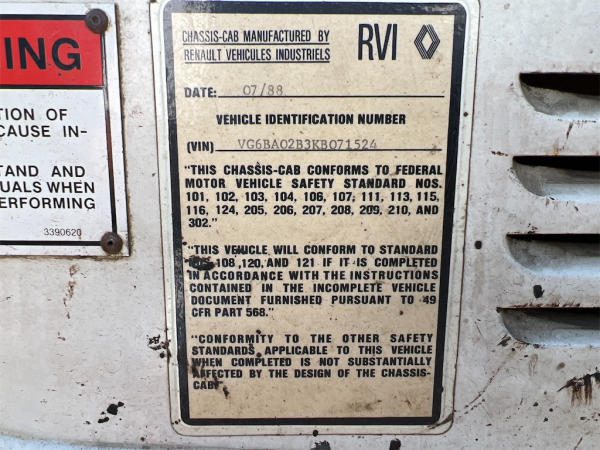 NING
TION OF
CAUSE IN-
TAND AND
UALS WHEN
ERFORMING
3390620
CHASSIS-CAB MANUFACTURED BY
RENAULT VEHICULES INDUSTRIELS
RVI
DATE: 07/88
VEHICLE IDENTIFICATION NUMBER
(VIN) VG6BA02B3KB071524
"THIS CHASSIS-CAB CONFORMS TO FEDERAL
MOTOR VEHICLE SAFETY STANDARD NOS.
101, 102, 103, 104, 106, 107, 111, 113, 115,
116, 124, 205, 206, 207, 208, 209, 210, AND
302."
"THIS VEHICLE WILL CONFORM TO STANDARD
108, 120, AND 121 IF IT IS COMPLETED
IN ACCORDANCE WITH THE INSTRUCTIONS
CONTAINED IN THE INCOMPLETE VEHICLE
DOCUMENT FURNISHED PURSUANT TO 49
CFR PART 568."
"CONFORMITY TO THE OTHER SAFETY
STANDARDS APPLICABLE TO THIS VEHICLE
WHEN COMPLETED IS NOT SUBSTANTIALLY
AFFECTED BY THE DESIGN OF THE CHASSIS-
CAB."